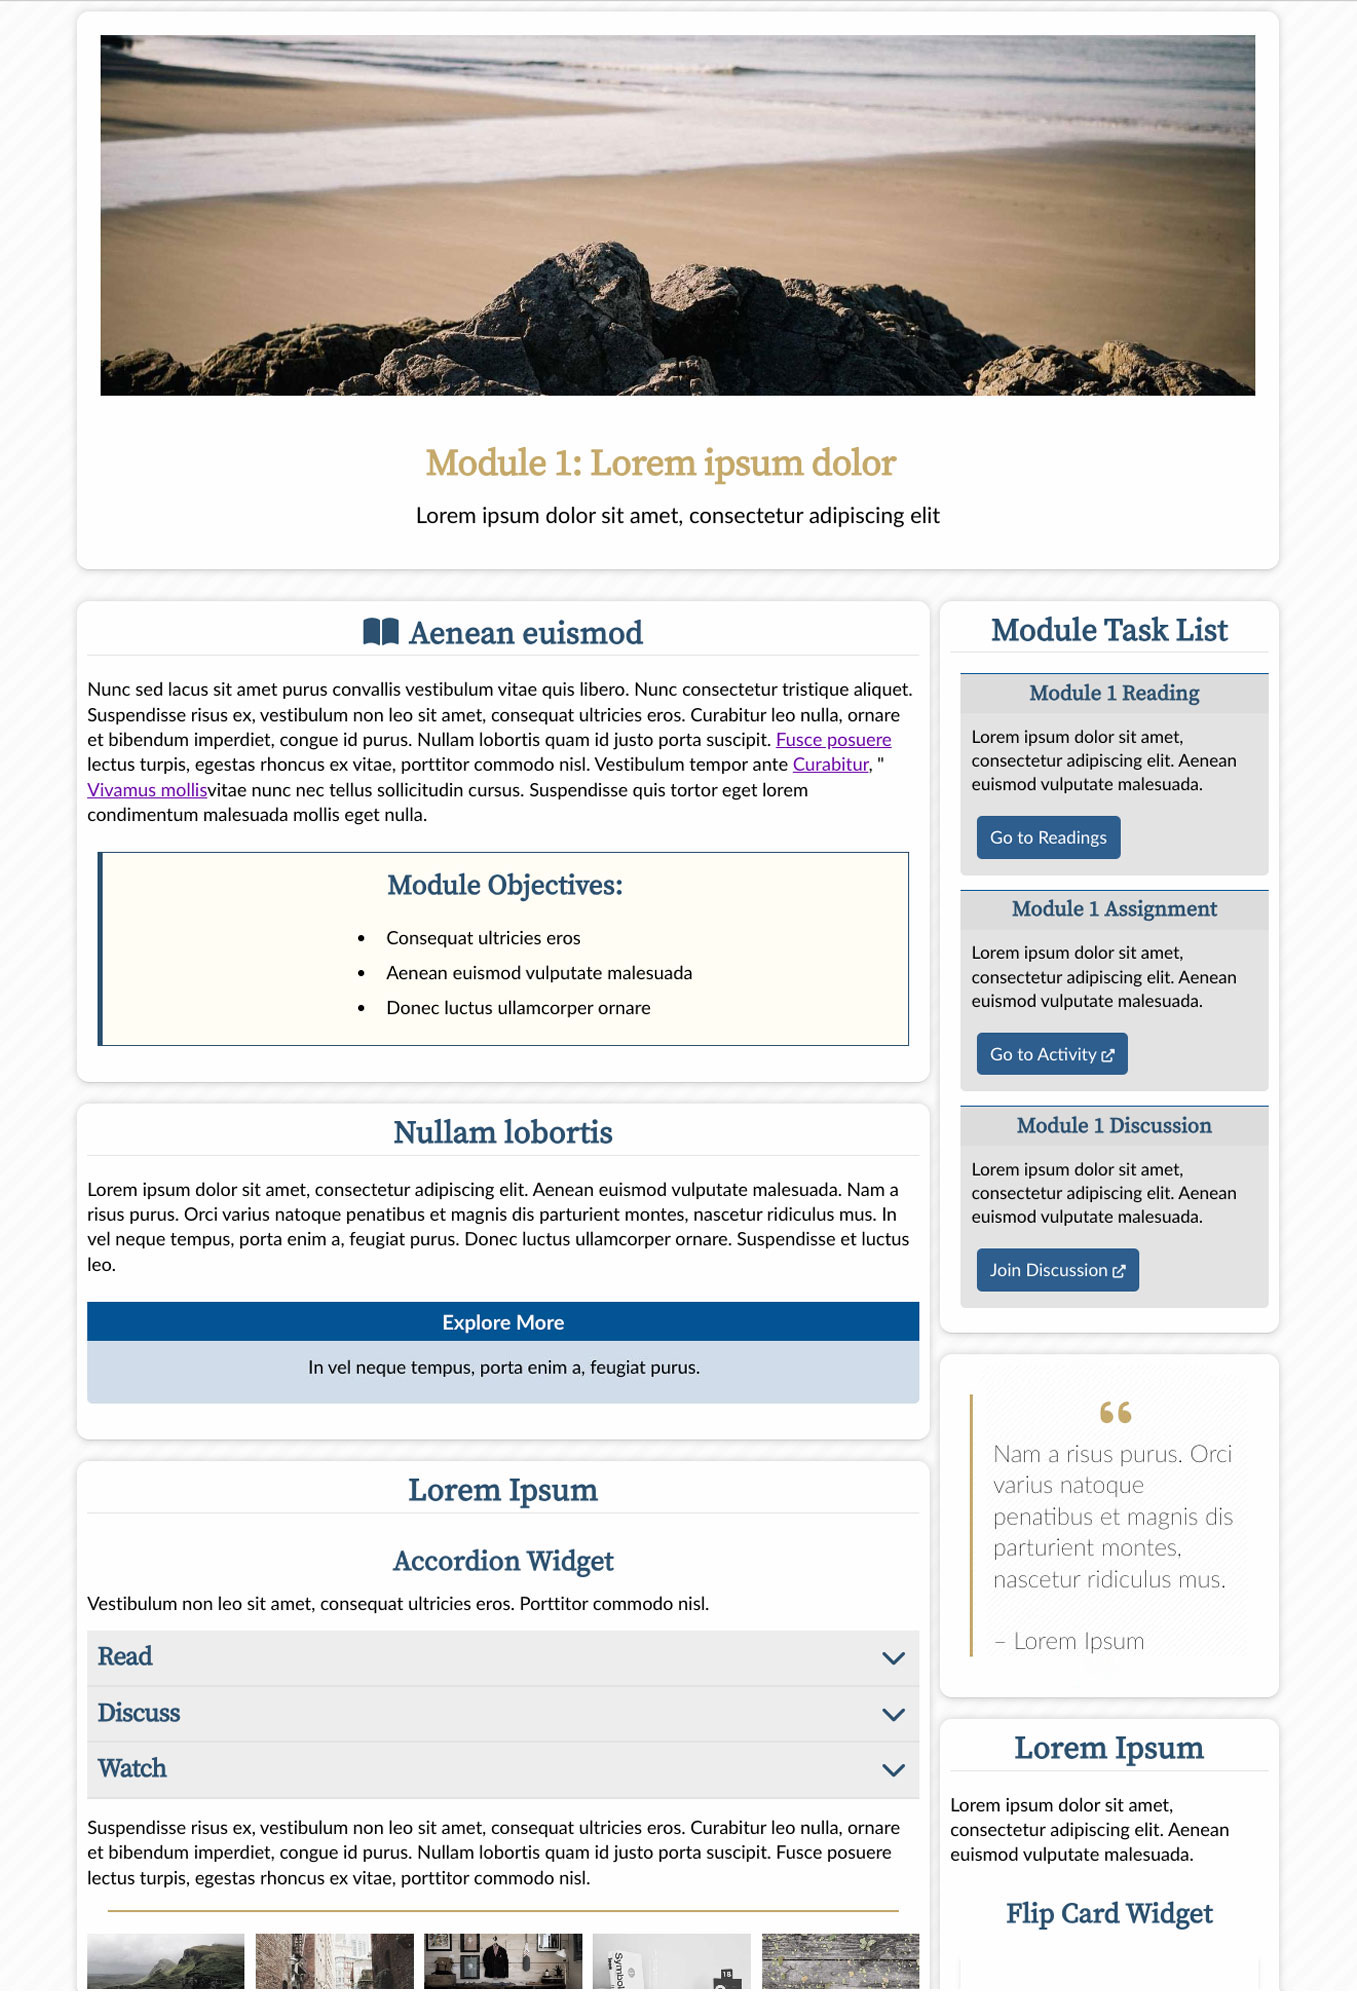 Module 1: Lorem ipsum dolor
Lorem ipsum dolor sit amet, consectetur adipiscing elit
Aenean euismod
Nunc sed lacus sit amet purus convallis vestibulum vitae quis libero. Nunc consectetur tristique aliquet.
Suspendisse risus ex, vestibulum non leo sit amet, consequat ultricies eros. Curabitur leo nulla, ornare
et bibendum imperdiet, congue id purus. Nullam lobortis quam id justo porta suscipit. Fusce posuere
lectus turpis, egestas rhoncus ex vitae, porttitor commodo nisl. Vestibulum tempor ante Curabitur, "
Vivamus mollisvitae nunc nec tellus sollicitudin cursus. Suspendisse quis tortor eget lorem
condimentum malesuada mollis eget nulla.
Module Objectives:
• Consequat ultricies eros
• Aenean euismod vulputate malesuada
• Donec luctus ullamcorper ornare
Nullam lobortis
Lorem ipsum dolor sit amet, consectetur adipiscing elit. Aenean euismod vulputate malesuada. Nam a
risus purus. Orci varius natoque penatibus et magnis dis parturient montes, nascetur ridiculus mus. In
vel neque tempus, porta enim a, feugiat purus. Donec luctus ullamcorper ornare. Suspendisse et luctus
leo.
Explore More
In vel neque tempus, porta enim a, feugiat purus.
Lorem Ipsum
Accordion Widget
Vestibulum non leo sit amet, consequat ultricies eros. Porttitor commodo nisl.
Read
Discuss
Watch
Suspendisse risus ex, vestibulum non leo sit amet, consequat ultricies eros. Curabitur leo nulla, ornare
et bibendum imperdiet, congue id purus. Nullam lobortis quam id justo porta suscipit. Fusce posuere
lectus turpis, egestas rhoncus ex vitae, porttitor commodo nisl.
Symbol
18
Module Task List
Module 1 Reading
Lorem ipsum dolor sit amet,
consectetur adipiscing elit. Aenean
euismod vulputate malesuada.
Go to Readings
Module 1 Assignment
Lorem ipsum dolor sit amet,
consectetur adipiscing elit. Aenean
euismod vulputate malesuada.
Go to Activity
Module 1 Discussion
Lorem ipsum dolor sit amet,
consectetur adipiscing elit. Aenean
euismod vulputate malesuada.
Join Discussion
“
Nam a risus purus. Orci
varius natoque
penatibus et magnis dis
parturient montes,
nascetur ridiculus mus.
– Lorem Ipsum
Lorem Ipsum
Lorem ipsum dolor sit amet,
consectetur adipiscing elit. Aenean
euismod vulputate malesuada.
Flip Card Widget